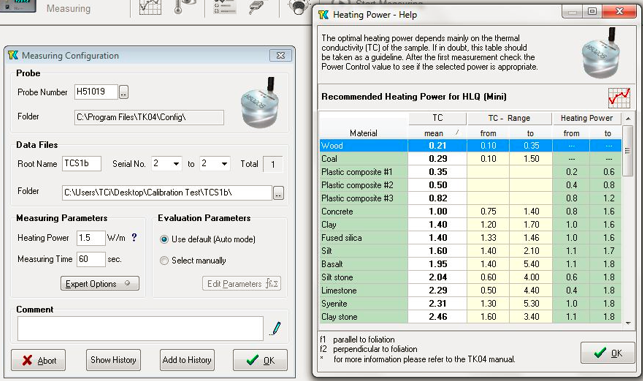 Measuring
Start Measuring
Measuring Configuration
Probe
Probe Number H51019 ..
Folder C:\Program Files\TK04\Config\
Data Files
Root Name TCS1b Serial No. 2 to 2 Total 1
Folder C:\Users\TCi\Desktop\Calibration Test\TCS1b\ ..
Measuring Parameters
Heating Power 1.5 W/m ?
Measuring Time 60 sec.
Expert Options
Evaluation Parameters
Use default (Auto mode)
Select manually
Edit Parameters
Comment
Abort Show History Add to History OK
Heating Power - Help
The optimal heating power depends mainly on the thermal
conductivity (TC) of the sample. If in doubt, this table should
be taken as a guideline. After the first measurement check the
Power Control value to see if the selected power is appropriate.
Recommended Heating Power for HLQ (Mini)
TC TC - Range Heating Power
Material mean / from to from to
Wood 0.21 0.10 0.35 --- ---
Coal 0.29 0.10 1.50 --- ---
Plastic composite #1 0.35 0.2 0.6
Plastic composite #2 0.50 0.4 0.8
Plastic composite #3 0.82 0.8 1.2
Concrete 1.00 0.75 1.40 0.8 1.6
Clay 1.40 1.20 1.70 1.0 1.6
Fused silica 1.40 1.33 1.46 1.0 1.6
Silt 1.60 1.40 2.10 1.1 1.7
Basalt 1.95 1.40 5.40 1.1 1.8
Silt stone 2.04 0.60 4.00 0.6 1.8
Limestone 2.29 0.50 4.40 0.4 1.8
Syenite 2.31 1.30 5.30 1.0 1.8
Clay stone 2.46 1.60 3.40 1.1 1.8
f1 parallel to foliation
f2 perpendicular to foliation
* for more information please refer to the TK04 manual.
OK